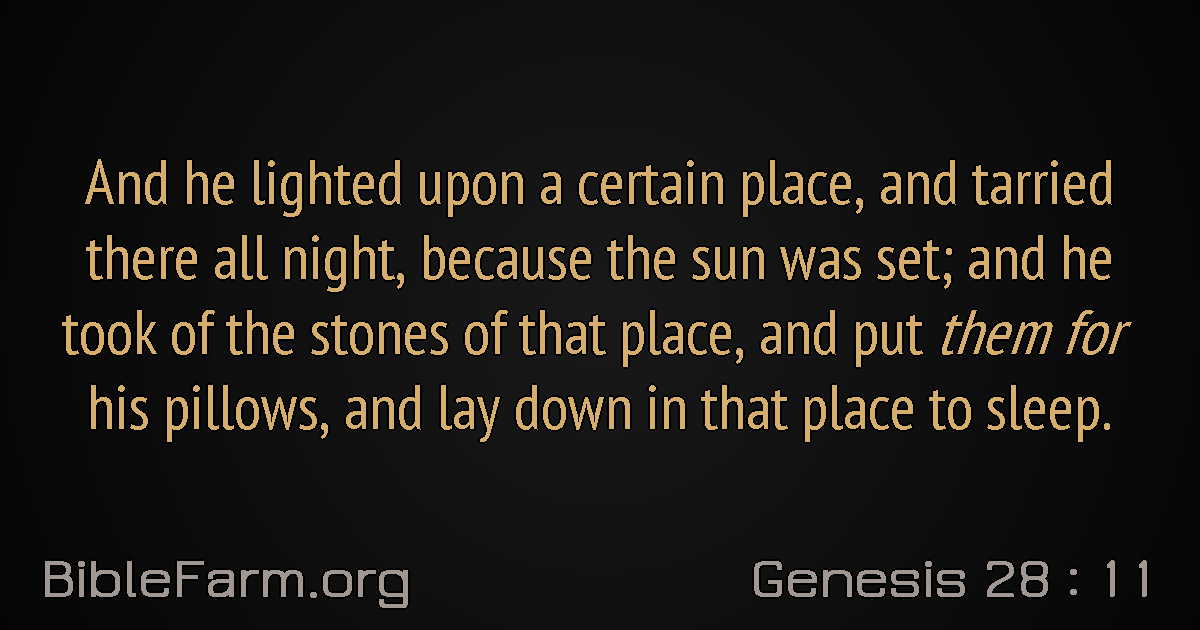 And he lighted upon a certain place, and tarried
there all night, because the sun was set; and he
took of the stones of that place, and put them for
his pillows, and lay down in that place to sleep.
BibleFarm.org
Genesis 28 : 11